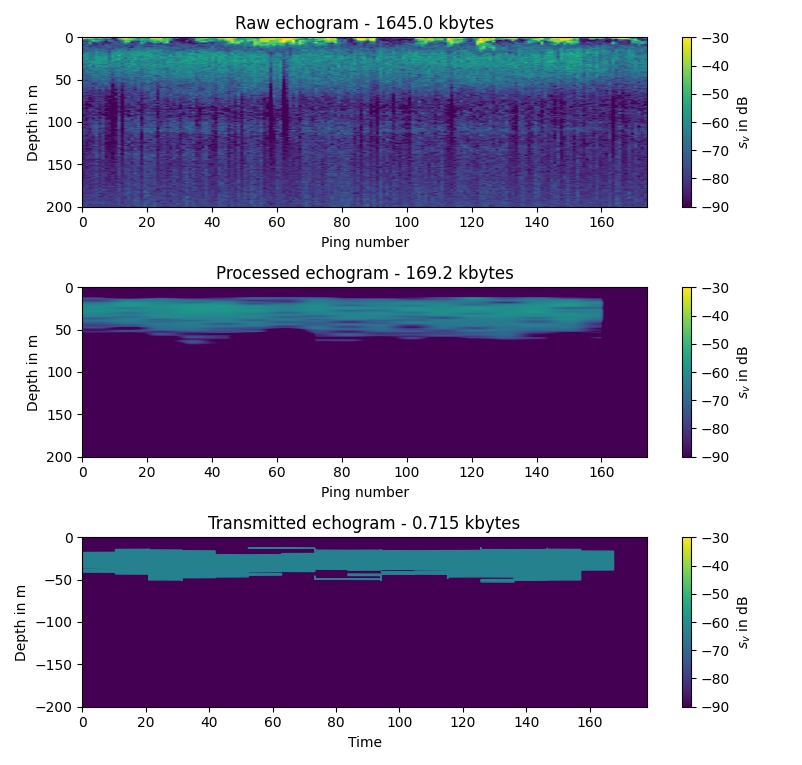 Raw echogram - 1645.0 kbytes
0
50
100
150
200
Depth in m
0 20 40 60 80 100 120 140 160
Ping number
−30
−40
−50
−60
−70
−80
−90
sv in dB
Processed echogram - 169.2 kbytes
0
50
100
150
200
Depth in m
0 20 40 60 80 100 120 140 160
Ping number
−30
−40
−50
−60
−70
−80
−90
sv in dB
Transmitted echogram - 0.715 kbytes
0
−50
−100
−150
−200
Depth in m
0 20 40 60 80 100 120 140 160
Time
−30
−40
−50
−60
−70
−80
−90
sv in dB